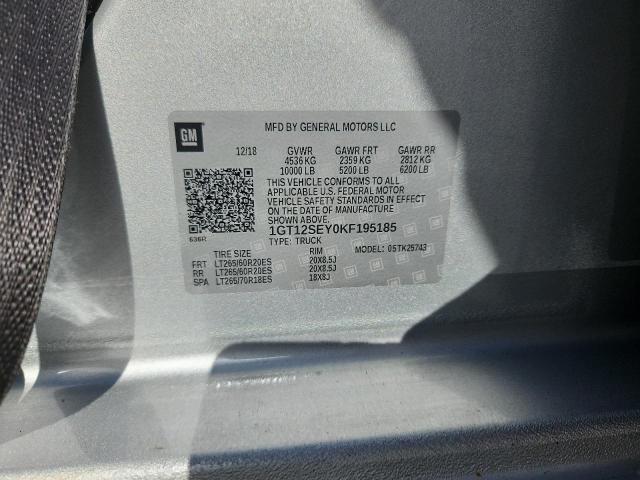 GM
MFD BY GENERAL MOTORS LLC
12/18 GVWR GAWR FRT GAWR RR
4536 KG 2359 KG 2812 KG
10000 LB 5200 LB 6200 LB
THIS VEHICLE CONFORMS TO ALL
APPLICABLE U.S. FEDERAL MOTOR
VEHICLE SAFETY STANDARDS IN EFFECT
ON THE DATE OF MANUFACTURE
SHOWN ABOVE.
636R
1GT12SEY0KF195185
TYPE: TRUCK MODEL: 05TK25743
TIRE SIZE RIM
FRT LT265/60R20ES 20X8.5J
RR LT265/60R20ES 20X8.5J
SPA LT265/70R18ES 18X8J